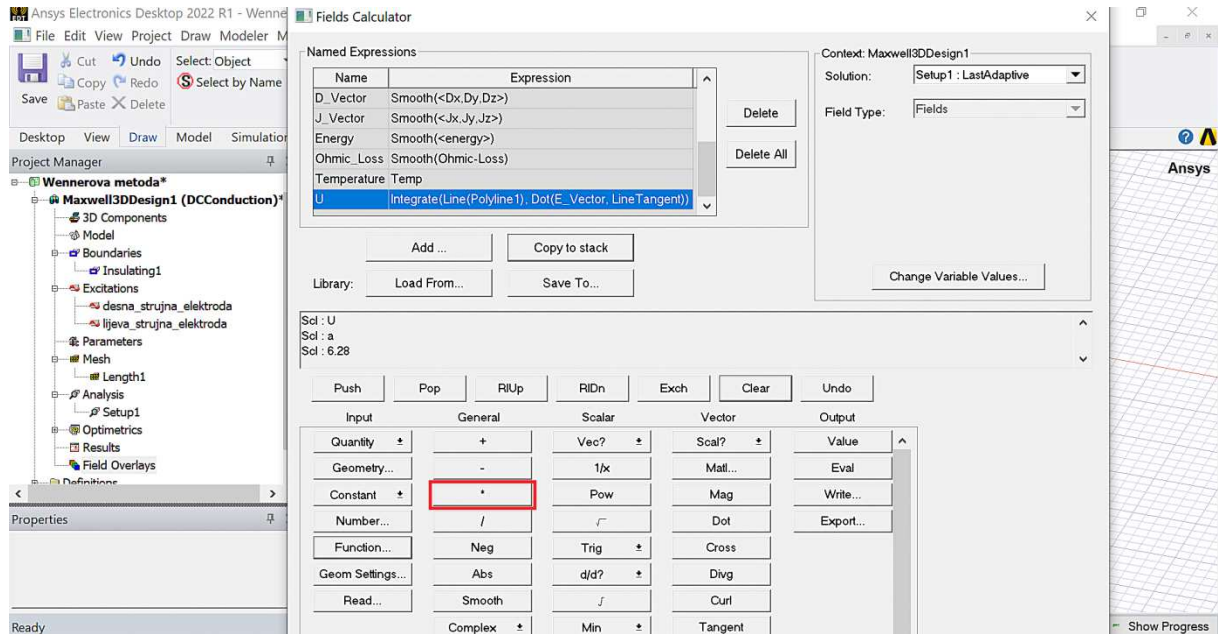 Ansys Electronics Desktop 2022 R1 - Wenne
File Edit View Project Draw Modeler M
Save
Cut Undo Select: Object
Copy Redo Select by Name
Paste Delete
Desktop View Draw Model Simulation
Project Manager
Wennerova metoda*
Maxwell3DDesign1 (DCConduction)*
3D Components
Model
Boundaries
Insulating1
Excitations
desna_strujna_elektroda
lijeva_strujna_elektroda
Parameters
Mesh
Length1
Analysis
Setup1
Optimetrics
Results
Field Overlays
Definitions
Properties
Ready
Fields Calculator
Named Expressions
Name Expression
D_Vector Smooth(<Dx,Dy,Dz>)
J_Vector Smooth(<Jx,Jy,Jz>)
Energy Smooth(<energy>)
Ohmic_Loss Smooth(Ohmic-Loss)
Temperature Temp
U Integrate(Line(Polyline1), Dot(E_Vector, LineTangent))
Delete
Delete All
Add ... Copy to stack
Library: Load From... Save To...
Context: Maxwell3DDesign1
Solution: Setup1 : LastAdaptive
Field Type: Fields
Change Variable Values...
Scl : U
Scl : a
Scl : 6.28
Push Pop RlUp RlDn Exch Clear Undo
Input General Scalar Vector Output
Quantity + Vec? Scal? Value
Geometry... - 1/x Matl... Eval
Constant * Pow Mag Write...
Number... / √ Dot Export...
Function... Neg Trig Cross
Geom Settings... Abs d/d? Divg
Read... Smooth ∫ Curl
Complex Min Tangent
Ansys
Show Progress